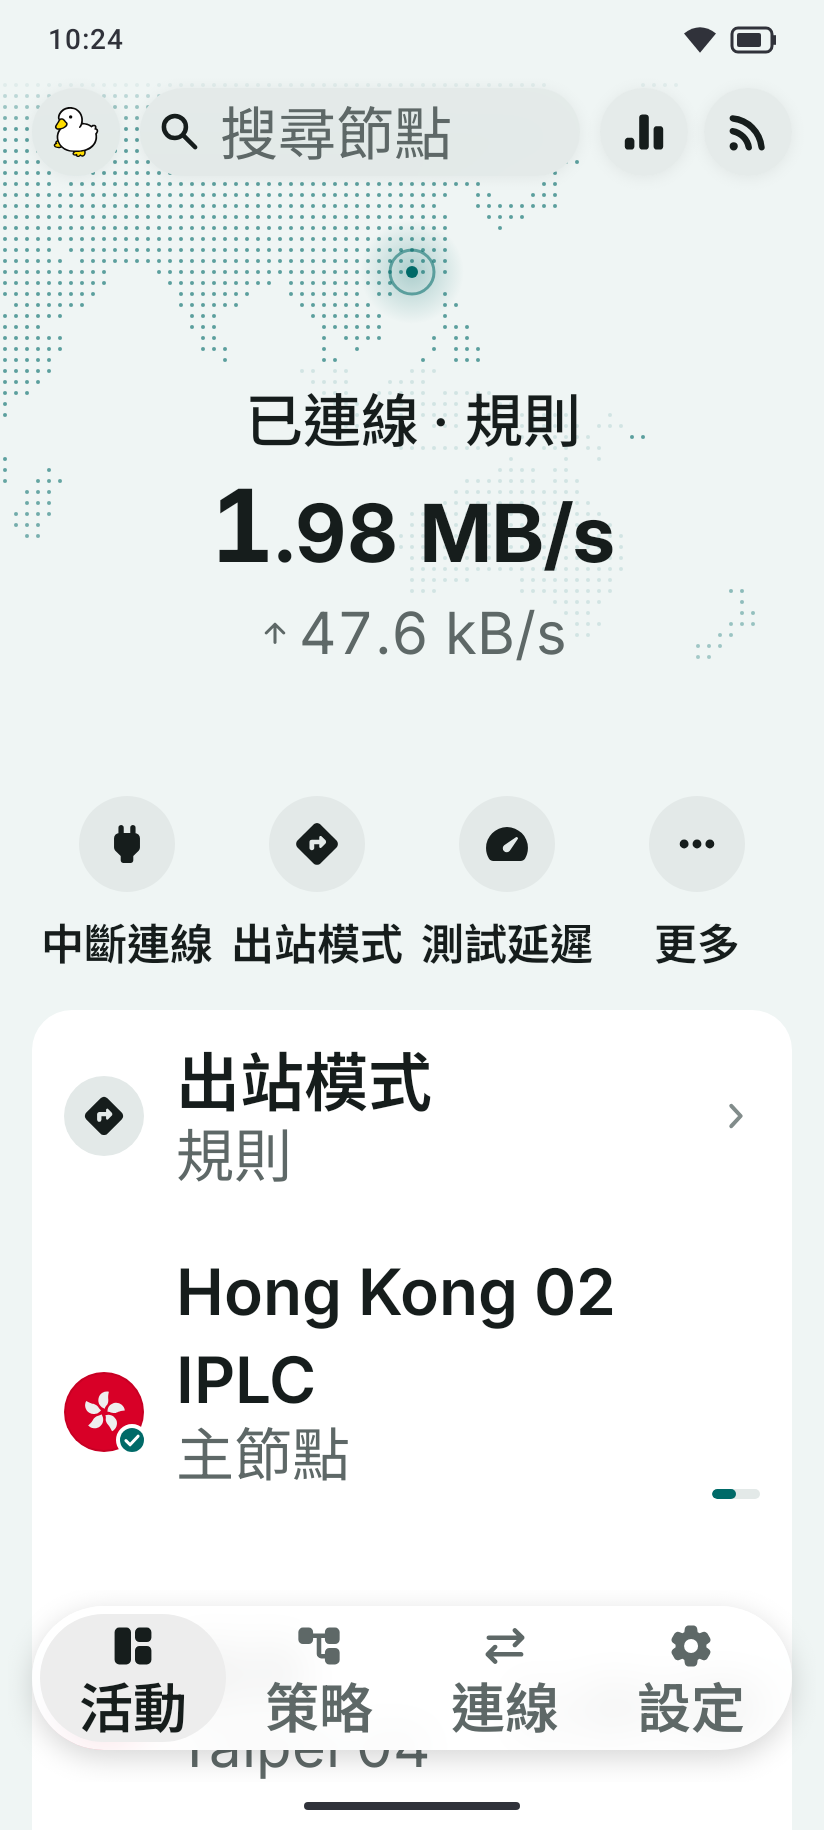 10:24
搜尋節點
已連線 · 規則
1.98 MB/s
47.6 kB/s
中斷連線 出站模式 測試延遲 更多
出站模式
規則
Hong Kong 02
IPLC
主節點
活動 策略 連線 設定
Taipei 04